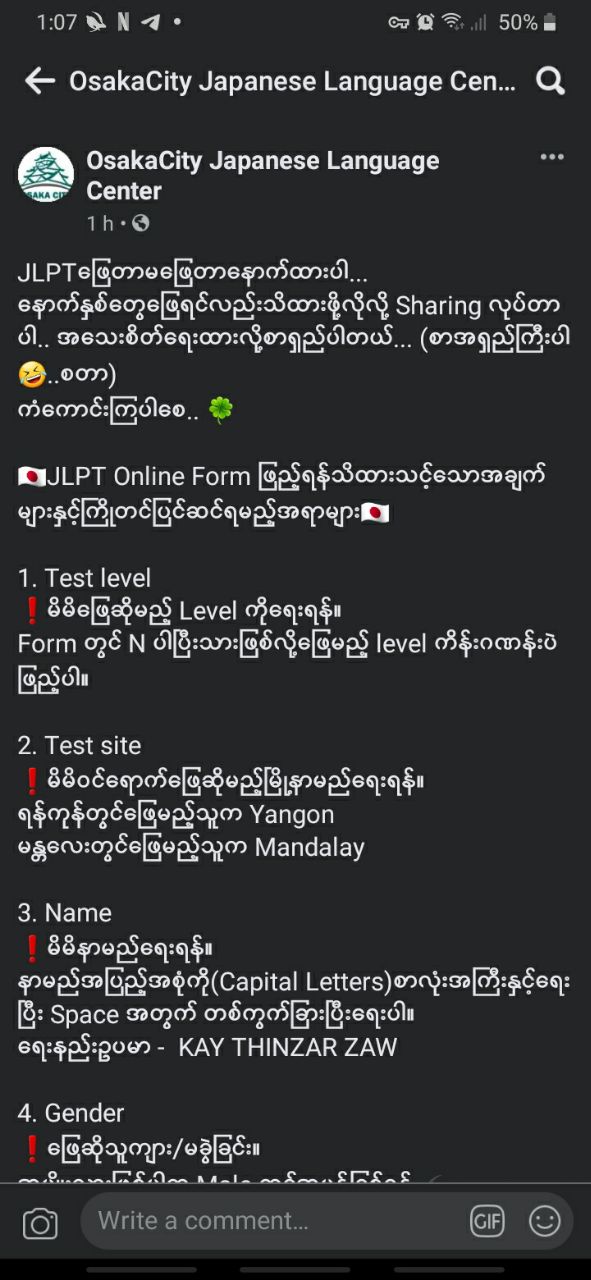 1:07 N 50%
OsakaCity Japanese Language Cen...
OSAKA CIT
OsakaCity Japanese Language
Center
1 h •
JLPTဖြေတာမဖြေတာနောက်ထားပါ...
နောက်နှစ်တွေဖြေရင်လည်းသိထားဖို့လိုလို့ Sharing လုပ်တာ
ပါ.. အသေးစိတ်ရေးထားလို့စာရှည်ပါတယ်... (စာအရှည်ကြီးပါ
🤣..စတာ)
ကံကောင်းကြပါစေ.. 🍀
🇯🇵JLPT Online Form ဖြည့်ရန်သိထားသင့်သောအချက်
များနှင့်ကြိုတင်ပြင်ဆင်ရမည့်အရာများ🇯🇵
1. Test level
❗မိမိဖြေဆိုမည့် Level ကိုရေးရန်။
Form တွင် N ပါပြီးသားဖြစ်လို့ဖြေမည့် level ကိန်းဂဏန်းပဲ
ဖြည့်ပါ။
2. Test site
❗မိမိဝင်ရောက်ဖြေဆိုမည့်မြို့နာမည်ရေးရန်။
ရန်ကုန်တွင်ဖြေမည့်သူက Yangon
မန္တလေးတွင်ဖြေမည့်သူက Mandalay
3. Name
❗မိမိနာမည်ရေးရန်။
နာမည်အပြည့်အစုံကို(Capital Letters)စာလုံးအကြီးနှင့်ရေး
ပြီး Space အတွက် တစ်ကွက်ခြားပြီးရေးပါ။
ရေးနည်းဥပမာ - KAY THINZAR ZAW
4. Gender
❗ဖြေဆိုသူကျား/မခွဲခြင်း။
Write a comment...
GIF